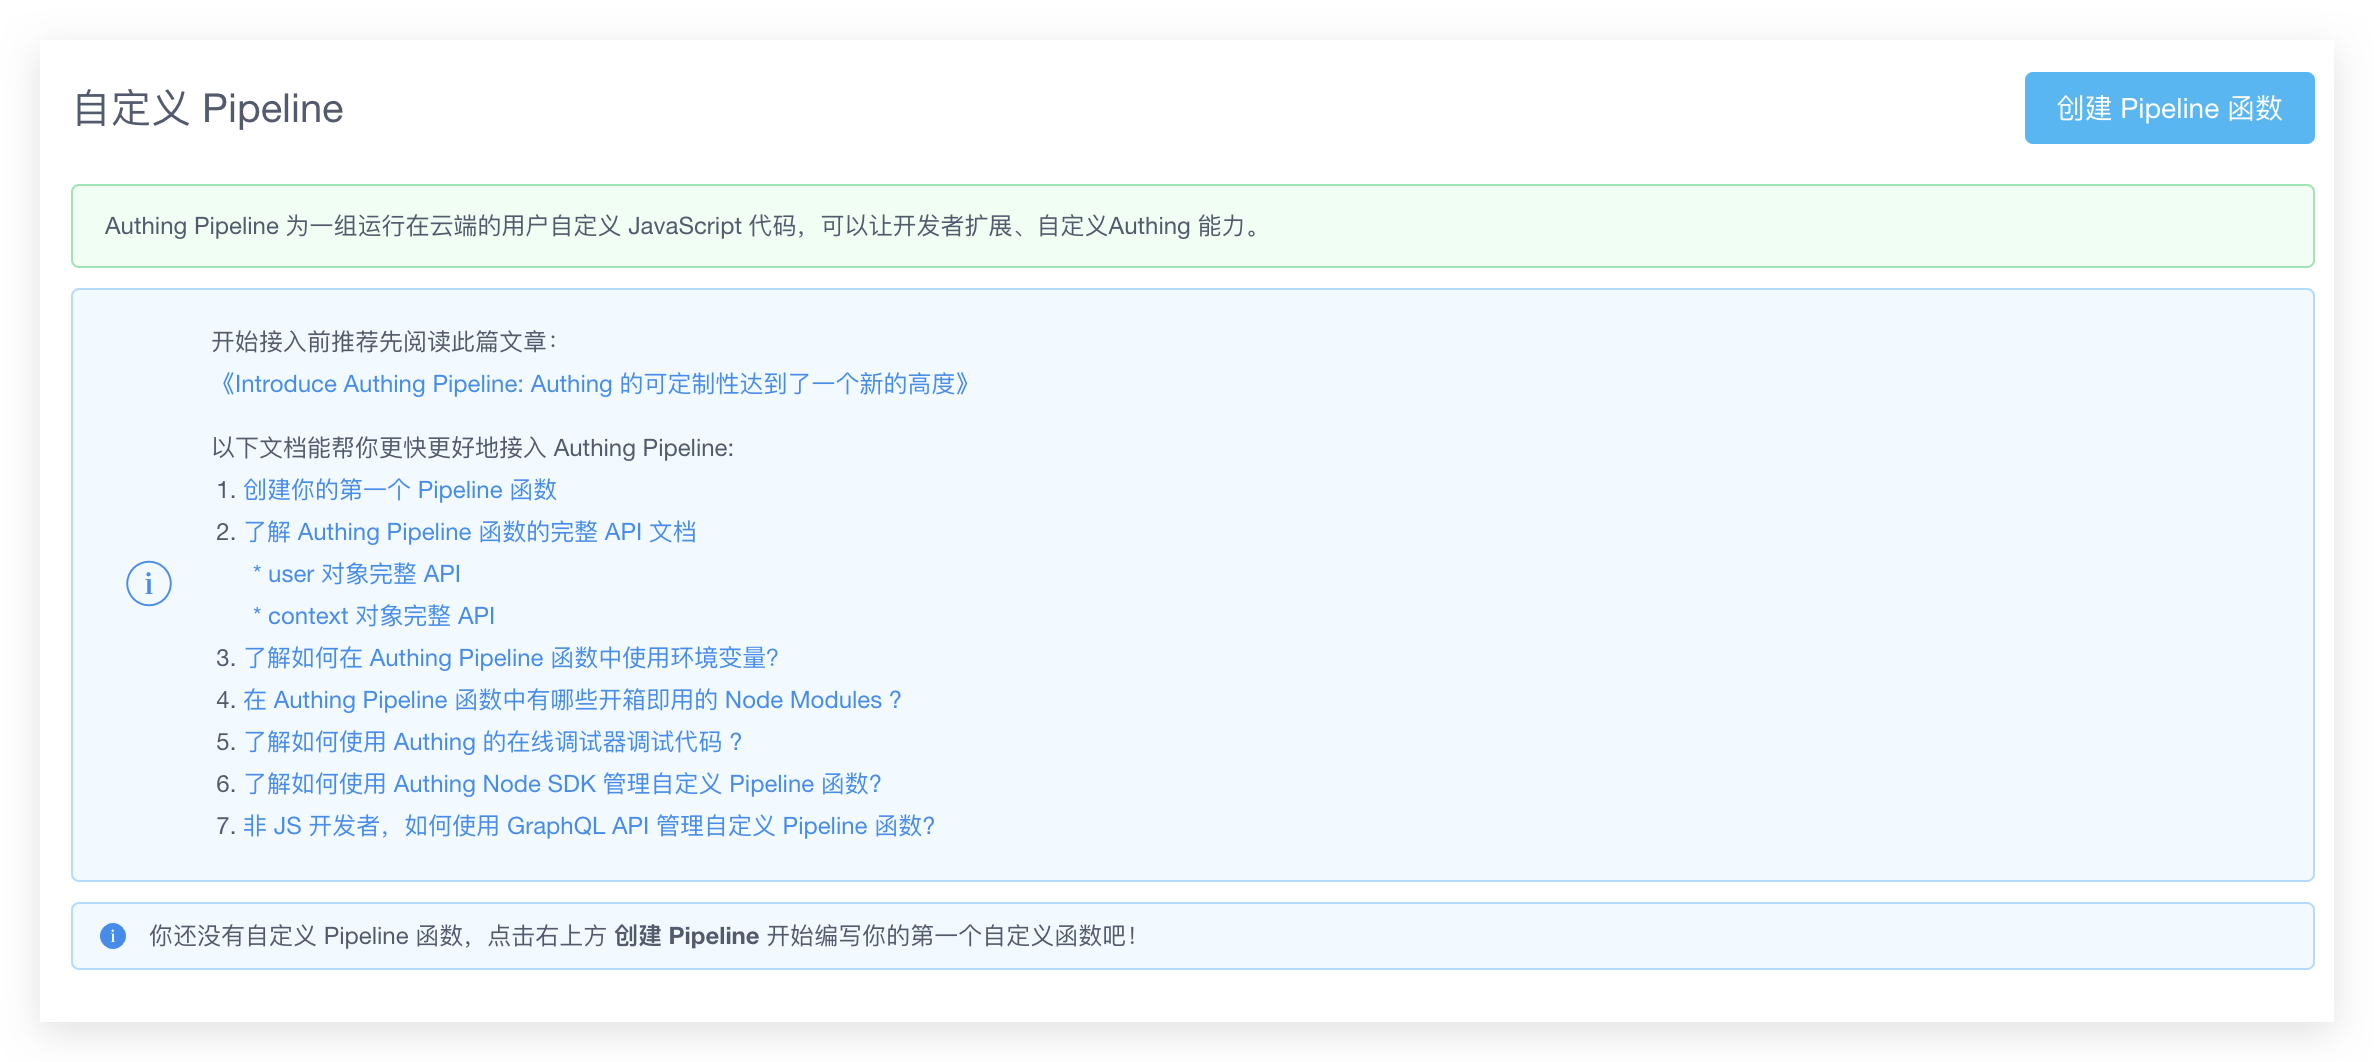 自定义 Pipeline
创建 Pipeline 函数
Authing Pipeline 为一组运行在云端的用户自定义 JavaScript 代码，可以让开发者扩展、自定义Authing 能力。
开始接入前推荐先阅读此篇文章：
《Introduce Authing Pipeline: Authing 的可定制性达到了一个新的高度》
以下文档能帮你更快更好地接入 Authing Pipeline:
1. 创建你的第一个 Pipeline 函数
2. 了解 Authing Pipeline 函数的完整 API 文档
* user 对象完整 API
* context 对象完整 API
3. 了解如何在 Authing Pipeline 函数中使用环境变量?
4. 在 Authing Pipeline 函数中有哪些开箱即用的 Node Modules ?
5. 了解如何使用 Authing 的在线调试器调试代码 ?
6. 了解如何使用 Authing Node SDK 管理自定义 Pipeline 函数?
7. 非 JS 开发者，如何使用 GraphQL API 管理自定义 Pipeline 函数?
你还没有自定义 Pipeline 函数，点击右上方 创建 Pipeline 开始编写你的第一个自定义函数吧！